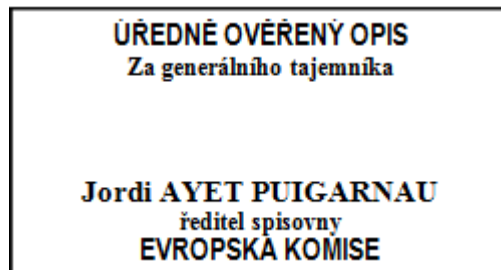 ÚŘEDNĚ OVĚŘENÝ OPIS
Za generálního tajemníka
Jordi AYET PUIGARNAU
ředitel spisovny
EVROPSKÁ KOMISE